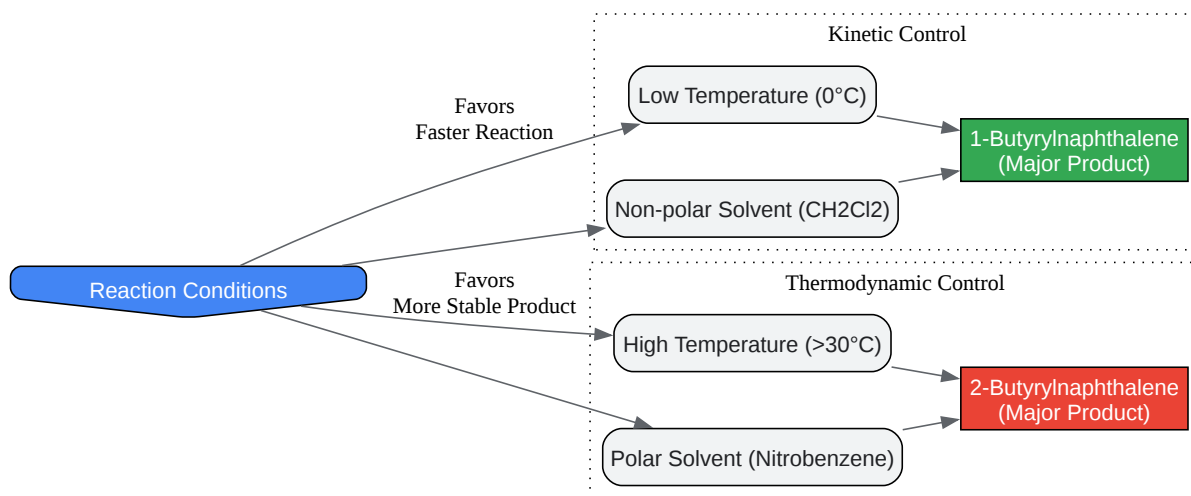 Kinetic Control
Low Temperature (0°C)
Favors
Faster Reaction
1-Butyrylnaphthalene
(Major Product)
Non-polar Solvent (CH2Cl2)
Reaction Conditions
Thermodynamic Control
Favors
More Stable Product
High Temperature (>30°C)
2-Butyrylnaphthalene
(Major Product)
Polar Solvent (Nitrobenzene)